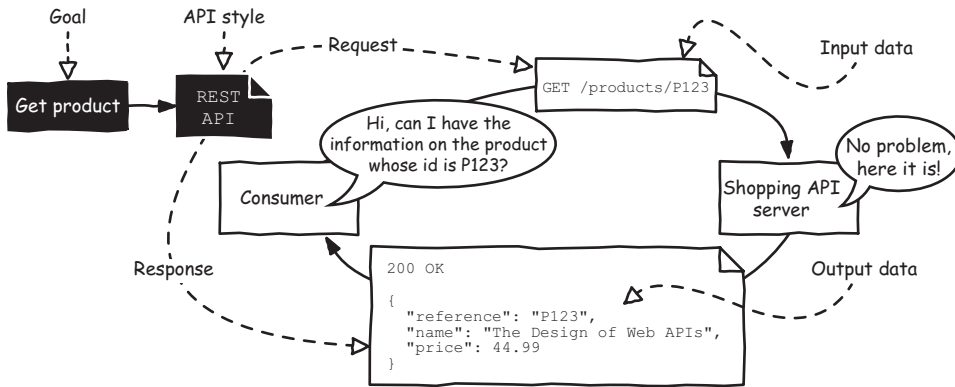 Goal
API style
Request
Input data
Get product
REST
API
GET /products/P123
Hi, can I have the
information on the product
whose id is P123?
No problem,
here it is!
Consumer
Shopping API
server
Response
Output data
200 OK
{
"reference": "P123",
"name": "The Design of Web APIs",
"price": 44.99
}